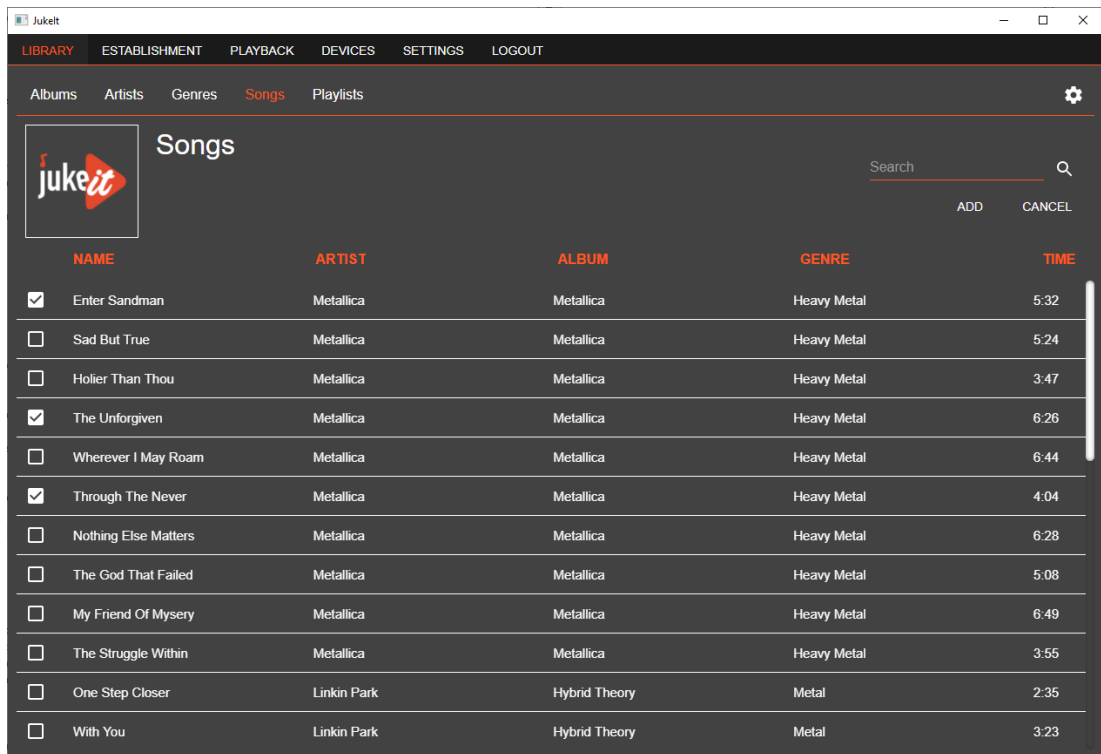 JukeIt
LIBRARY ESTABLISHMENT PLAYBACK DEVICES SETTINGS LOGOUT
Albums Artists Genres Songs Playlists
jukeit
Songs
Search
ADD CANCEL
NAME ARTIST ALBUM GENRE TIME
Enter Sandman Metallica Metallica Heavy Metal 5:32
Sad But True Metallica Metallica Heavy Metal 5:24
Holier Than Thou Metallica Metallica Heavy Metal 3:47
The Unforgiven Metallica Metallica Heavy Metal 6:26
Wherever I May Roam Metallica Metallica Heavy Metal 6:44
Through The Never Metallica Metallica Heavy Metal 4:04
Nothing Else Matters Metallica Metallica Heavy Metal 6:28
The God That Failed Metallica Metallica Heavy Metal 5:08
My Friend Of Mysery Metallica Metallica Heavy Metal 6:49
The Struggle Within Metallica Metallica Heavy Metal 3:55
One Step Closer Linkin Park Hybrid Theory Metal 2:35
With You Linkin Park Hybrid Theory Metal 3:23